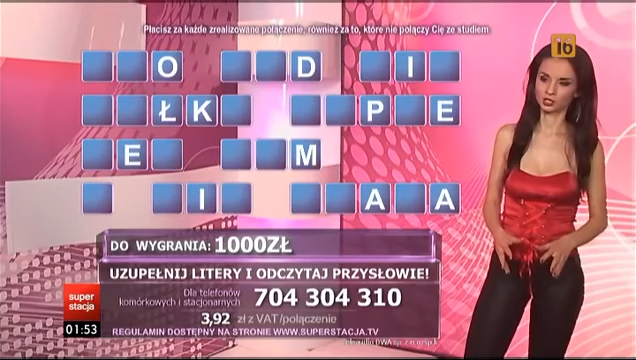 Płacisz za każde zrealizowane połączenie, również za to, które nie połączy Cię ze studiem
16
O D I
ŁK P E
E M
I A A
DO WYGRANIA: 1000ZŁ
UZUPEŁNIJ LITERY I ODCZYTAJ PRZYSŁOWIE!
Dla telefonów
komórkowych i stacjonarnych 704 304 310
3,92 zł z VAT/połączenie
REGULAMIN DOSTĘPNY NA STRONIE WWW.SUPERSTACJA.TV
super
stacja
01:53